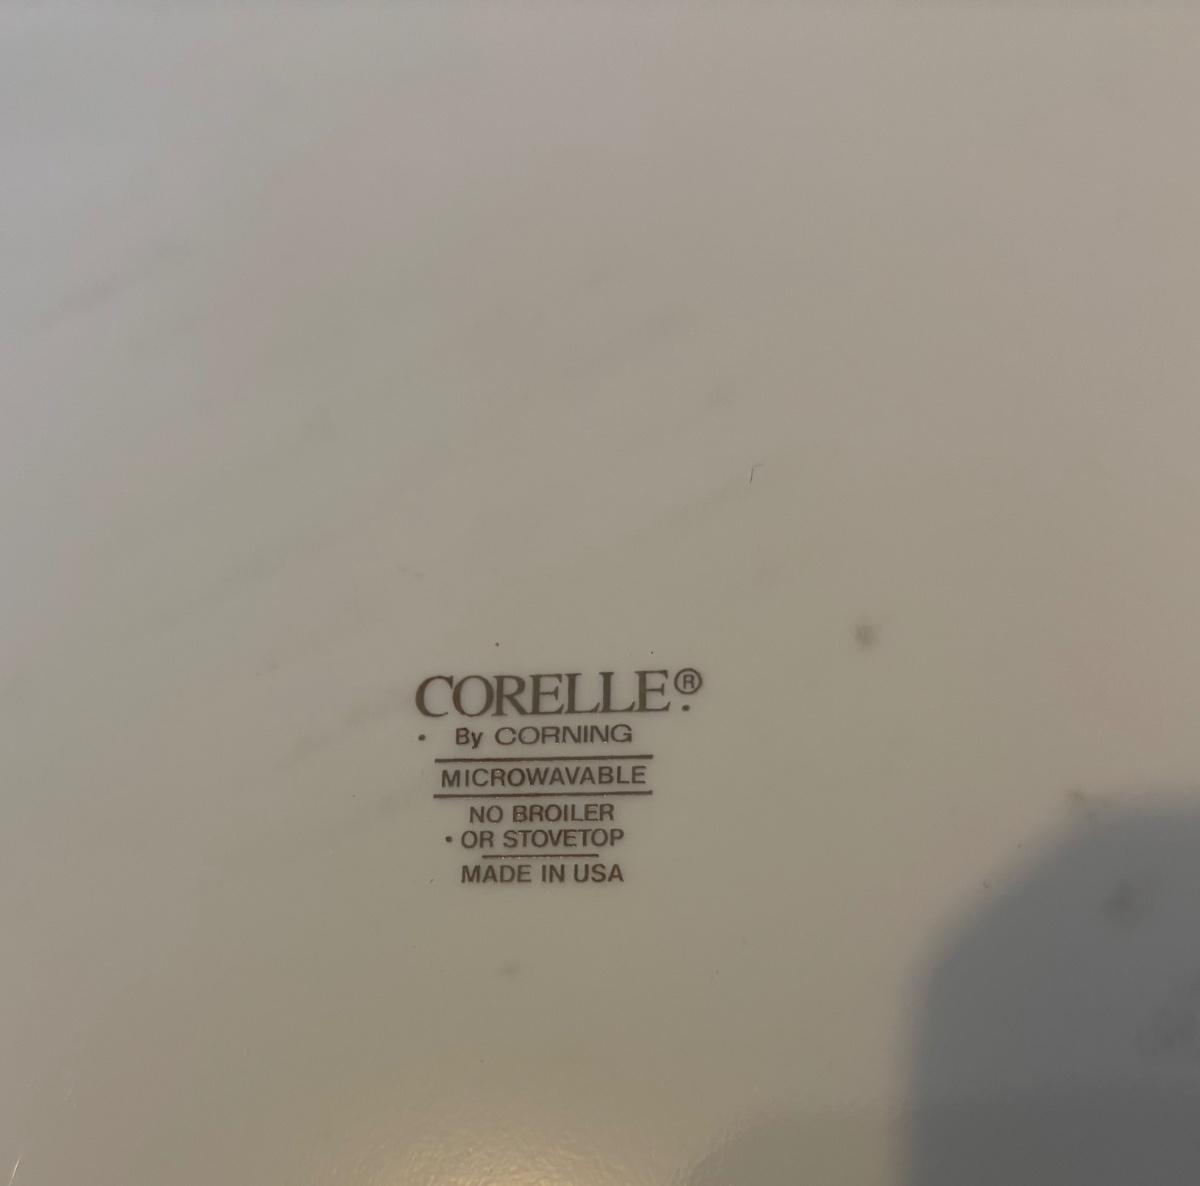 CORELLE®.
• By CORNING
MICROWAVABLE
NO BROILER
• OR STOVETOP
MADE IN USA